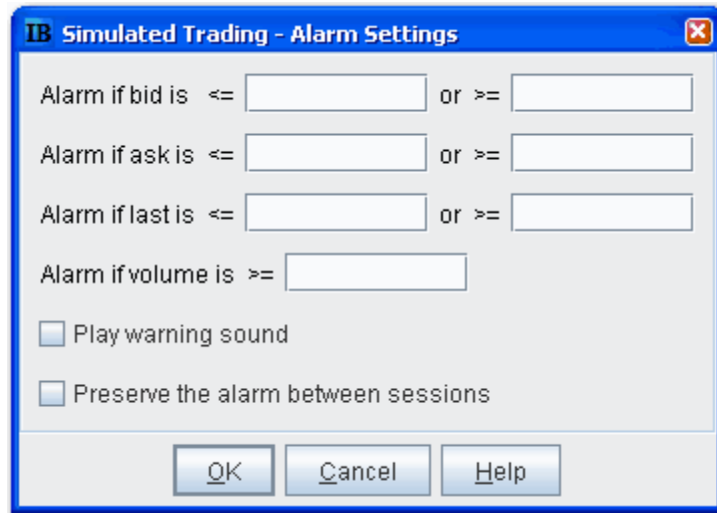 IB Simulated Trading - Alarm Settings
Alarm if bid is <= or >=
Alarm if ask is <= or >=
Alarm if last is <= or >=
Alarm if volume is >=
Play warning sound
Preserve the alarm between sessions
OK Cancel Help